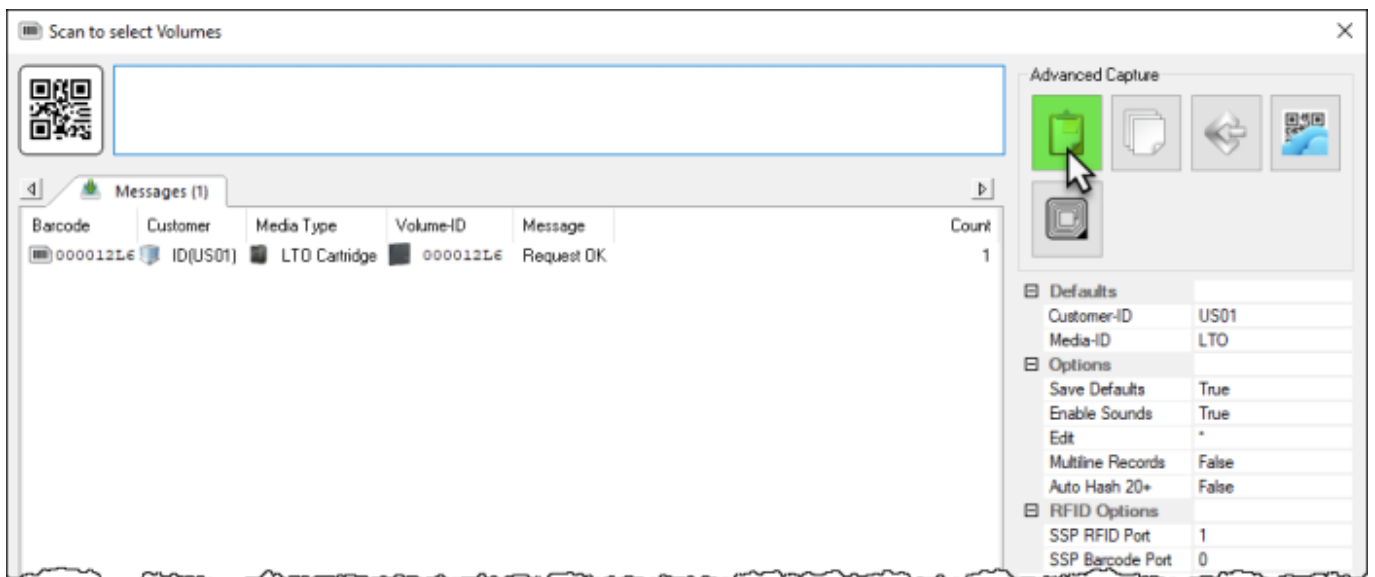 Scan to select Volumes
Advanced Capture
Messages (1)
Barcode Customer Media Type Volume-ID Message Count
000012L6 ID(US01) LTO Cartridge 000012L6 Request OK 1
Defaults
Customer-ID US01
Media-ID LTO
Options
Save Defaults True
Enable Sounds True
Edit *
Multiline Records False
Auto Hash 20+ False
RFID Options
SSP RFID Port 1
SSP Barcode Port 0